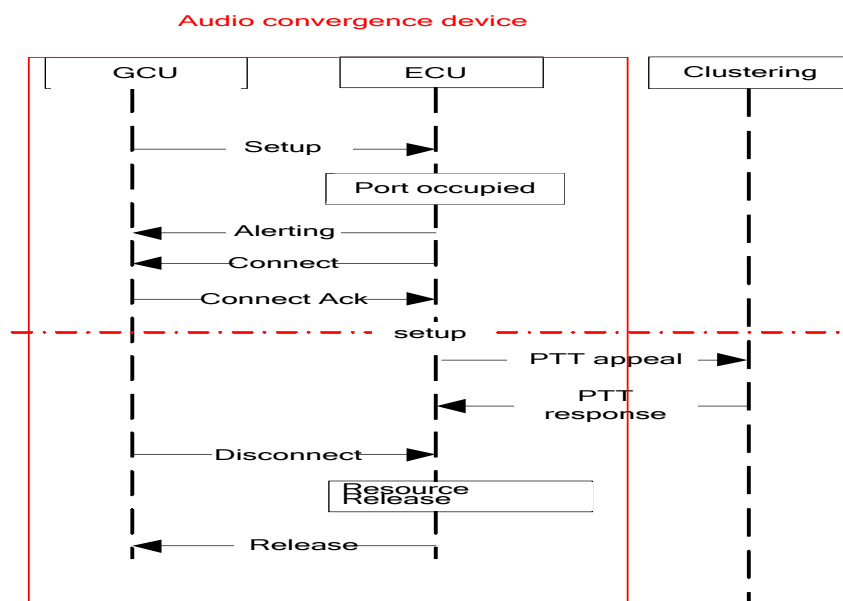 Audio convergence device
GCU
ECU
Clustering
Setup
Port occupied
Alerting
Connect
Connect Ack
setup
PTT appeal
PTT
response
Disconnect
Resource
Release
Release